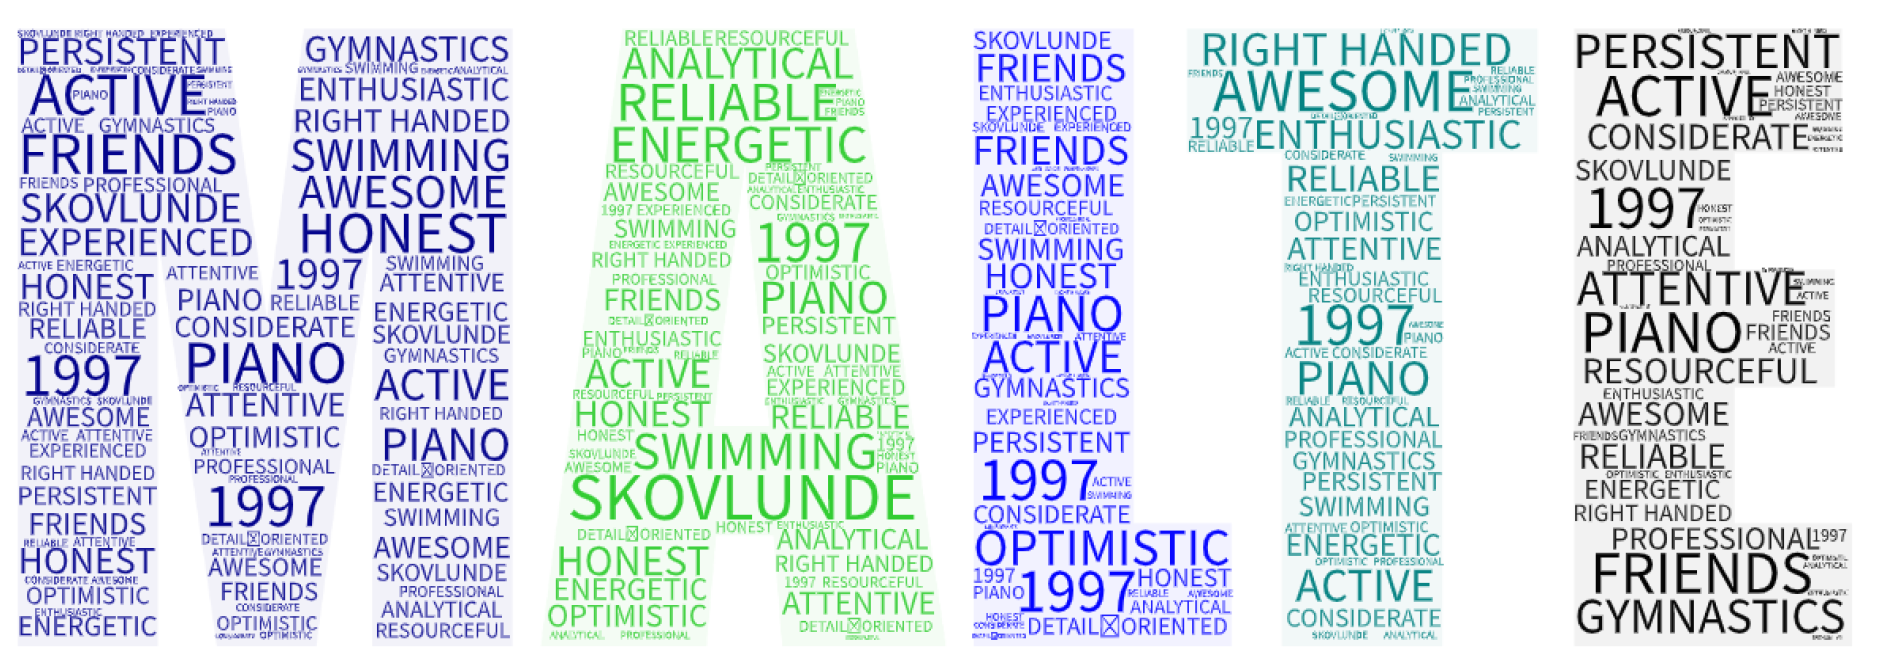 SKOVLUNDE RIGHT HANDED EXPERIENCED
PERSISTENT
CONSIDERATE SWIMMING
ACTIVE
PIANO
PERSISTENT
RIGHT HANDED
PIANO
ACTIVE GYMNASTICS
FRIENDS
FRIENDS PROFESSIONAL
SKOVLUNDE
EXPERIENCED
ACTIVE ENERGETIC
HONEST
RIGHT HANDED
RELIABLE
CONSIDERATE
1997
GYMNASTICS SKOVLUNDE
AWESOME
ACTIVE ATTENTIVE
EXPERIENCED
RIGHT HANDED
PERSISTENT
FRIENDS
RELIABLE ATTENTIVE
HONEST
CONSIDERATE AWESOME
OPTIMISTIC
ENTHUSIASTIC
ENERGETIC
ATTENTIVE
1997
PIANO RELIABLE
CONSIDERATE
PIANO
OPTIMISTIC RESOURCEFUL
ATTENTIVE
OPTIMISTIC
ATTENTIVE
PROFESSIONAL
PROFESSIONAL
1997
DETAIL☒ORIENTED
ATTENTIVE GYMNASTICS
AWESOME
FRIENDS
CONSIDERATE
OPTIMISTIC
OPTIMISTIC
GYMNASTICS
SWIMMING ANALYTICAL
ENTHUSIASTIC
RIGHT HANDED
SWIMMING
AWESOME
HONEST
SWIMMING
ATTENTIVE
ENERGETIC
SKOVLUNDE
GYMNASTICS
ACTIVE
RIGHT HANDED
PIANO
DETAIL☒ORIENTED
ENERGETIC
SWIMMING
AWESOME
SKOVLUNDE
PROFESSIONAL
ANALYTICAL
RESOURCEFUL
RELIABLE RESOURCEFUL
ANALYTICAL
RELIABLE
ENERGETIC
PIANO
FRIENDS
ENERGETIC
RESOURCEFUL
AWESOME
1997 EXPERIENCED
SWIMMING
ENERGETIC EXPERIENCED
RIGHT HANDED
PROFESSIONAL
FRIENDS
DETAIL☒ORIENTED
ENTHUSIASTIC
PIANO FRIENDS RELIABLE
ACTIVE
RESOURCEFUL PERSISTENT
HONEST
PERSISTENT
DETAIL☒ORIENTED
ANALYTICAL ENTHUSIASTIC
CONSIDERATE
GYMNASTICS
1997
OPTIMISTIC
PIANO
PERSISTENT
SKOVLUNDE
ACTIVE ATTENTIVE
EXPERIENCED
ENTHUSIASTIC GYMNASTICS
RELIABLE
HONEST
SKOVLUNDE
AWESOME
SWIMMING
1997
HONEST
PIANO
SKOVLUNDE
HONEST ENTHUSIASTIC
DETAIL☒ORIENTED
HONEST
ENERGETIC
OPTIMISTIC
ANALYTICAL PROFESSIONAL
ANALYTICAL
RIGHT HANDED
1997 RESOURCEFUL
ATTENTIVE
DETAIL☒ORIENTED
SKOVLUNDE
FRIENDS
ENTHUSIASTIC
EXPERIENCED
SKOVLUNDE EXPERIENCED
FRIENDS
AWESOME
RESOURCEFUL
DETAIL☒ORIENTED
SWIMMING
HONEST
PIANO
ATTENTIVE
ACTIVE
GYMNASTICS
EXPERIENCED
PERSISTENT
1997
ACTIVE
SWIMMING
CONSIDERATE
OPTIMISTIC
1997
PIANO
1997
HONEST
RELIABLE AWESOME
ANALYTICAL
HONEST
CONSIDERATE
DETAIL☒ORIENTED
RIGHT HANDED
FRIENDS
AWESOME
RELIABLE
PROFESSIONAL
SWIMMING
ANALYTICAL
PERSISTENT
1997
RELIABLE
ENTHUSIASTIC
CONSIDERATE SWIMMING
RELIABLE
ENERGETIC PERSISTENT
OPTIMISTIC
ATTENTIVE
RIGHT HANDED
ENTHUSIASTIC
RESOURCEFUL
1997
AWESOME
PIANO
ACTIVE CONSIDERATE
PIANO
RELIABLE RESOURCEFUL
ANALYTICAL
PROFESSIONAL
GYMNASTICS
PERSISTENT
SWIMMING
ATTENTIVE OPTIMISTIC
ENERGETIC
OPTIMISTIC PROFESSIONAL
ACTIVE
CONSIDERATE
SKOVLUNDE ANALYTICAL
PERSISTENT
ACTIVE
AWESOME
HONEST
PERSISTENT
AWESOME
CONSIDERATE
SKOVLUNDE
1997
HONEST
OPTIMISTIC
ANALYTICAL
PROFESSIONAL
ATTENTIVE
SWIMMING
ACTIVE
PIANO
FRIENDS
FRIENDS
ACTIVE
RESOURCEFUL
ENTHUSIASTIC
AWESOME
FRIENDS GYMNASTICS
RELIABLE
OPTIMISTIC ENTHUSIASTIC
ENERGETIC
RIGHT HANDED
PROFESSIONAL 1997
OPTIMISTIC
ANALYTICAL
FRIENDS
GYMNASTICS